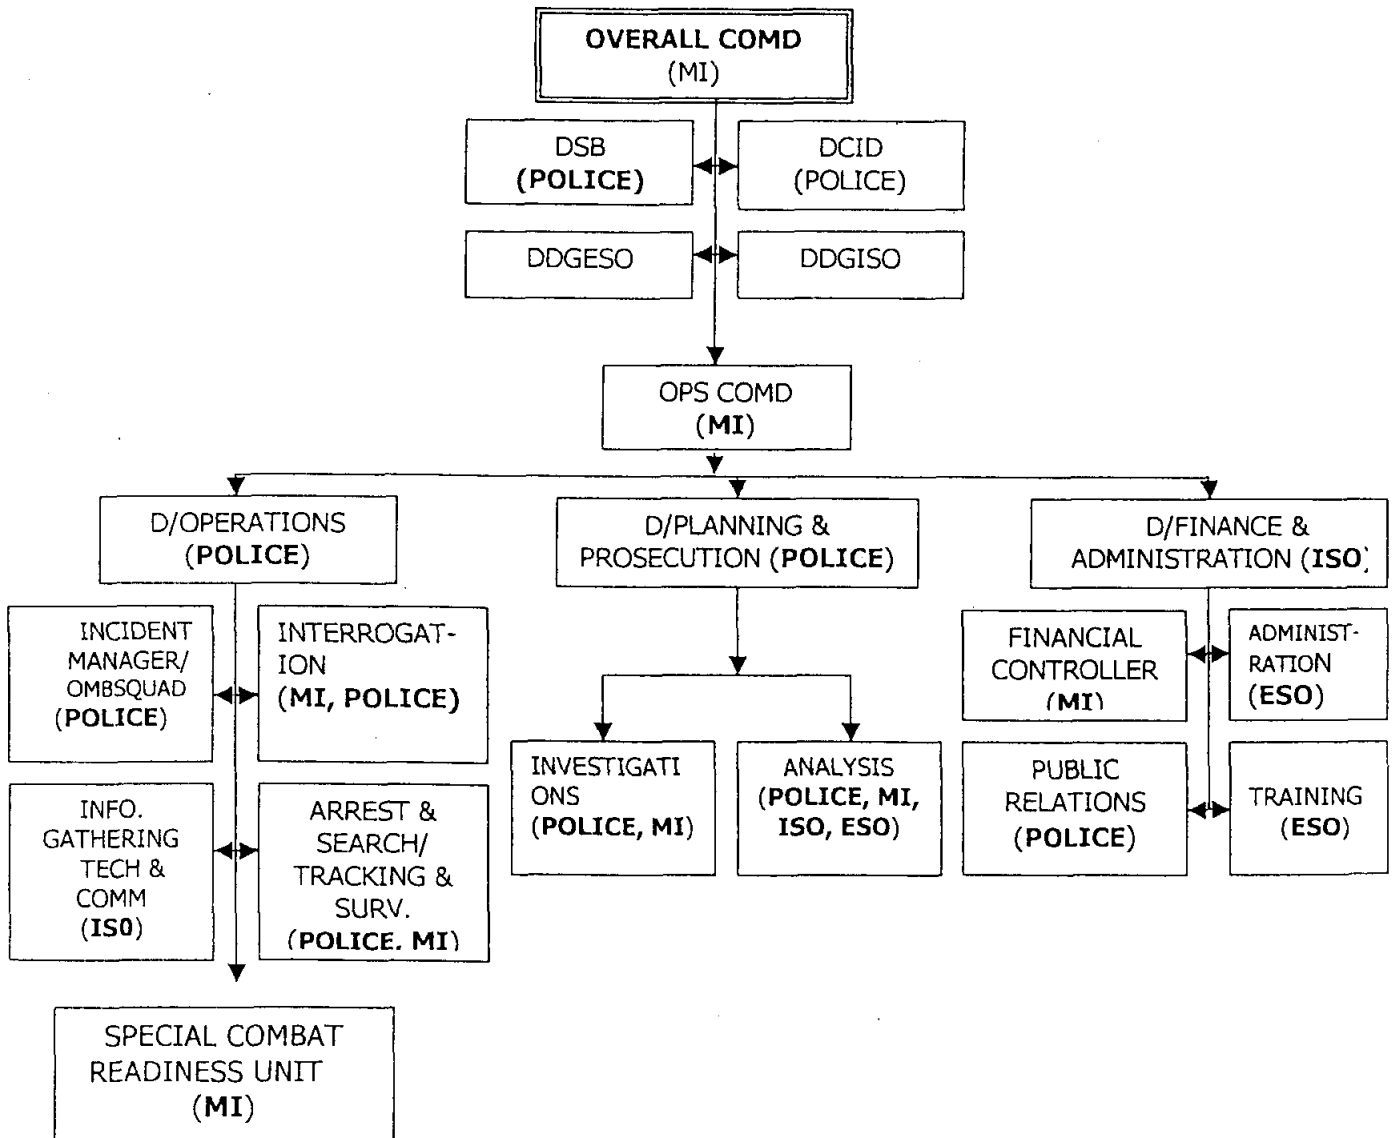 OVERALL COMD
(MI)
DSB
(POLICE)
DCID
(POLICE)
DDGESO
DDGISO
OPS COMD
(MI)
D/OPERATIONS
(POLICE)
D/PLANNING &
PROSECUTION (POLICE)
D/FINANCE &
ADMINISTRATION (ISO)
INCIDENT
MANAGER/
OMBSQUAD
(POLICE)
INTERROGAT-
ION
(MI, POLICE)
INFO.
GATHERING
TECH &
COMM
(IS0)
ARREST &
SEARCH/
TRACKING &
SURV.
(POLICE, MI)
SPECIAL COMBAT
READINESS UNIT
(MI)
INVESTIGATI
ONS
(POLICE, MI)
ANALYSIS
(POLICE, MI,
ISO, ESO)
FINANCIAL
CONTROLLER
(MI)
ADMINIST-
RATION
(ESO)
PUBLIC
RELATIONS
(POLICE)
TRAINING
(ESO)